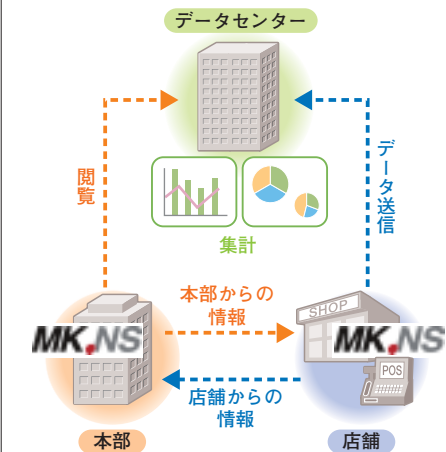 データセンター
閲覧
データ送信
集計
本部からの
情報
SHOP
MK.NS
MK.NS
POS
店舗からの
情報
本部
店舗